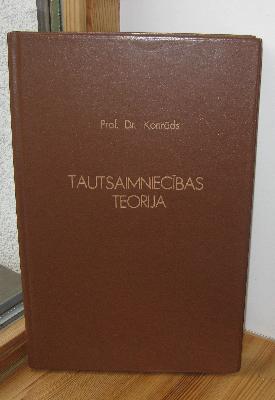 Prof. Dr. Konrāds
TAUTSAIMNIECĪBAS
TEORIJA